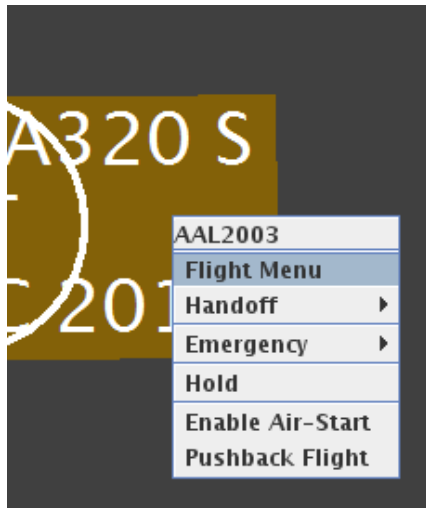 A320 S
201
AAL2003
Flight Menu
Handoff
Emergency
Hold
Enable Air-Start
Pushback Flight